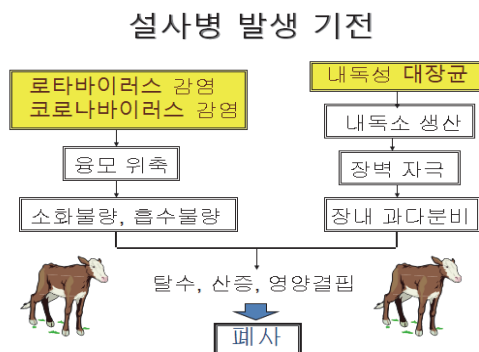 설사병 발생 기전
로타바이러스 감염
코로나바이러스 감염
융모 위축
소화불량, 흡수불량
내독성 대장균
내독소 생산
장벽 자극
장내 과다분비
탈수, 산증, 영양결핍
폐사